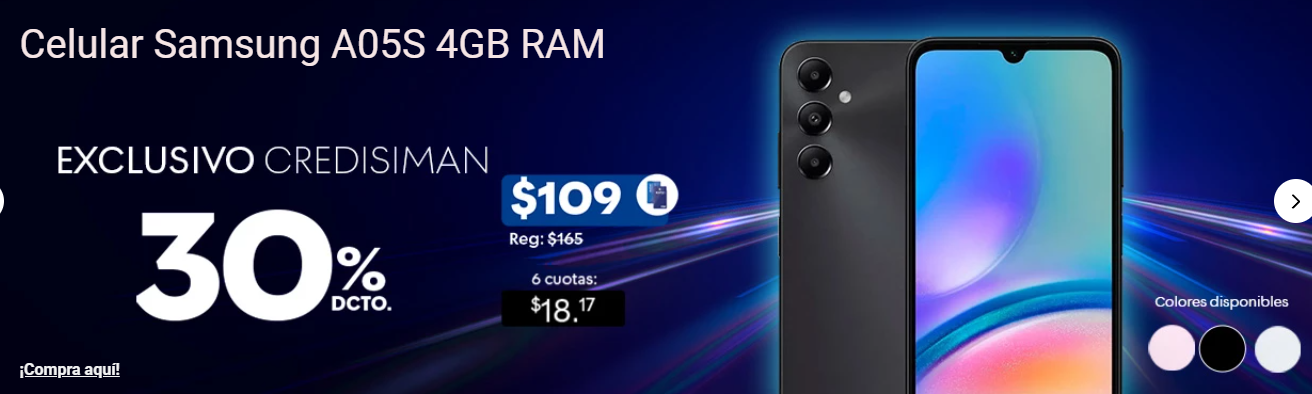 Celular Samsung A05S 4GB RAM
EXCLUSIVO CREDISIMAN
30%
DCTO.
$109
Reg: $165
6 cuotas:
$18.17
Colores disponibles
¡Compra aquí!